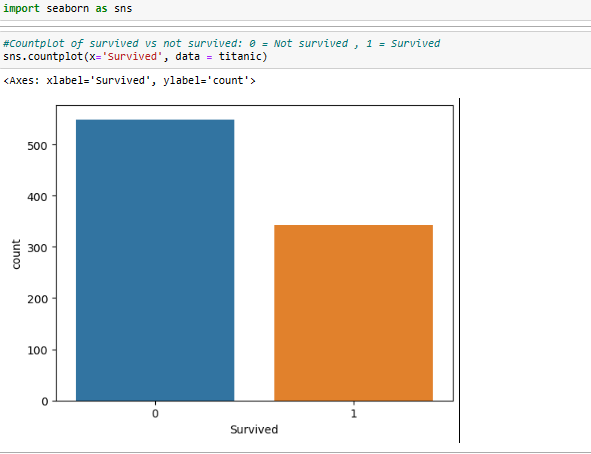 import seaborn as sns
#Countplot of survived vs not survived: 0 = Not survived , 1 = Survived
sns.countplot(x='Survived', data = titanic)
<Axes: xlabel='Survived', ylabel='count'>
500
400
300
200
100
0
count
0 1
Survived